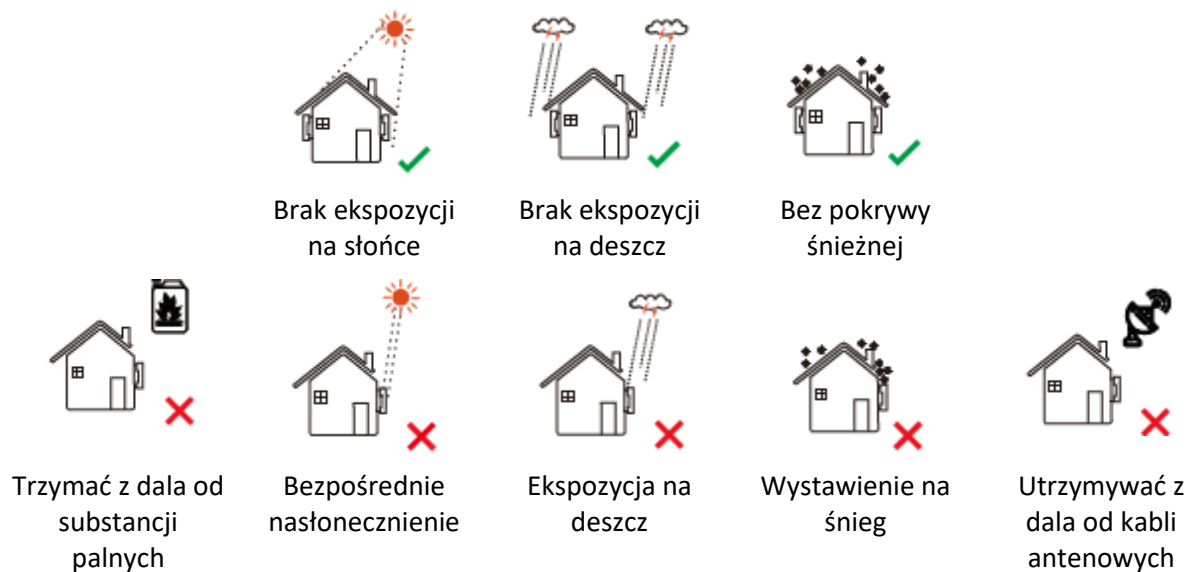 Brak ekspozycji
na słońce
Brak ekspozycji
na deszcz
Bez pokrywy
śnieżnej
Trzymać z dala od
substancji
palnych
Bezpośrednie
nasłonecznienie
Ekspozycja na
deszcz
Wystawienie na
śnieg
Utrzymywać z
dala od kabli
antenowych